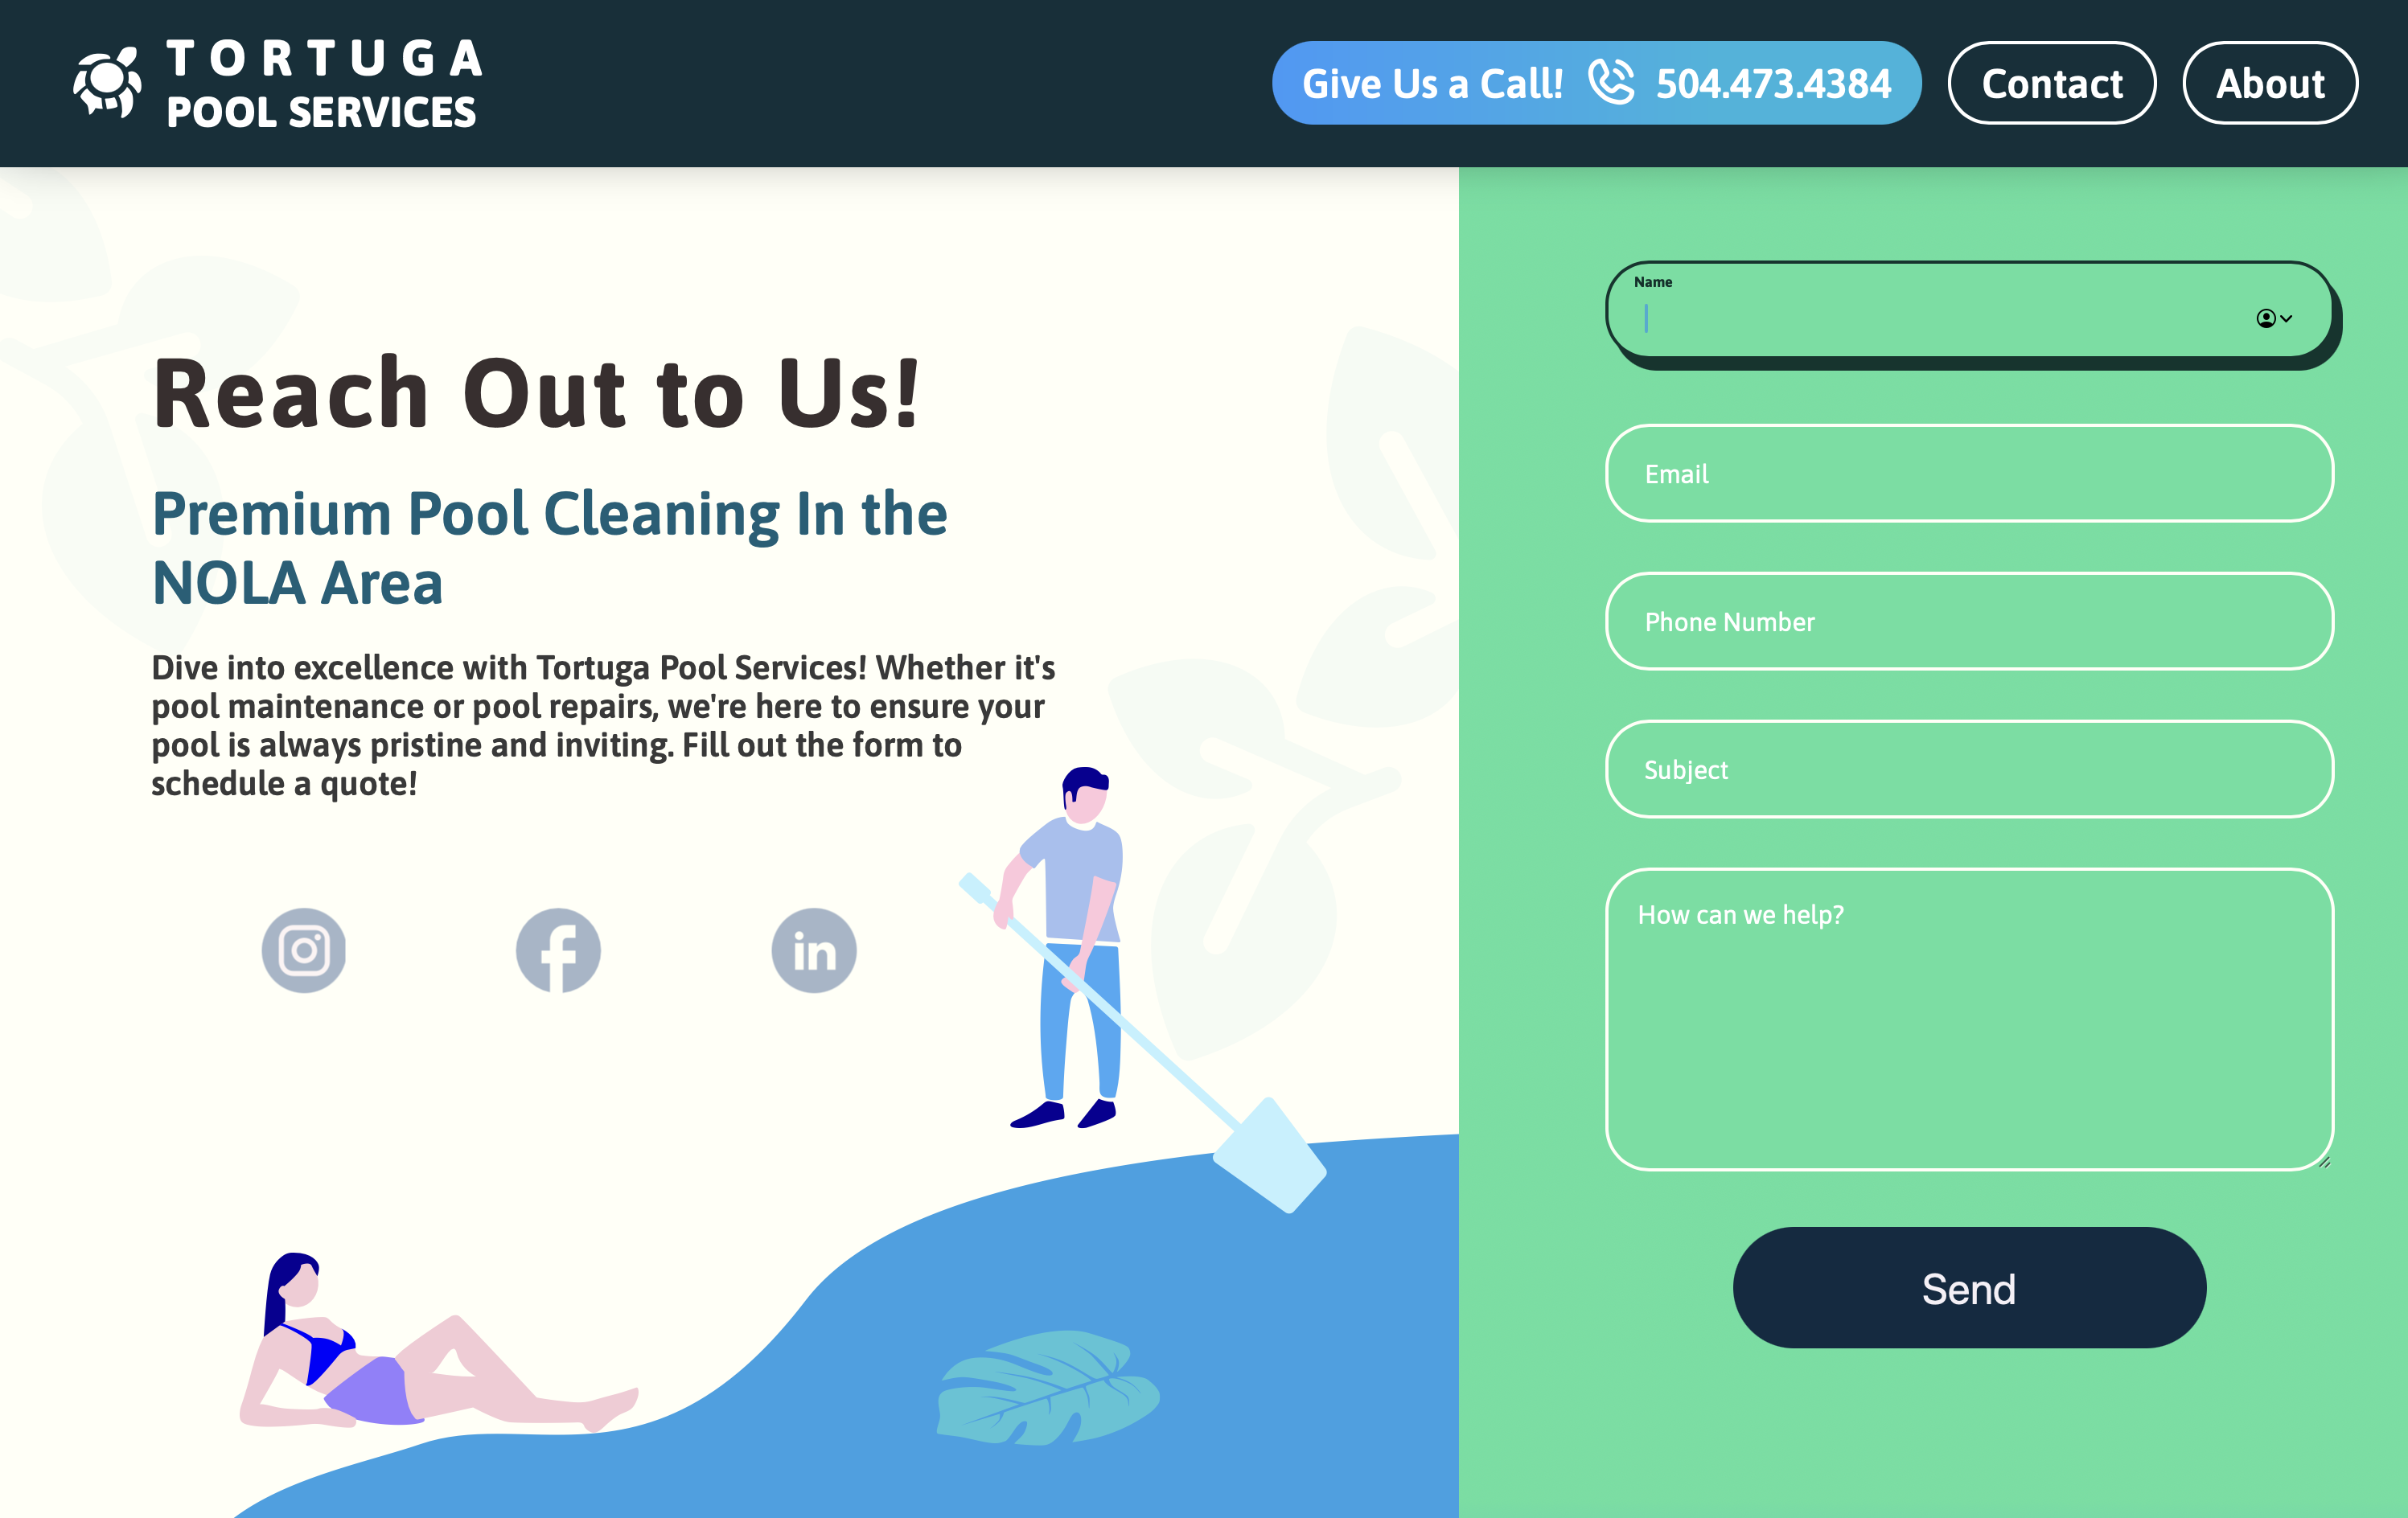 TORTUGA
POOL SERVICES
Give Us a Call! 504.473.4384
Contact
About
Reach Out to Us!
Premium Pool Cleaning In the
NOLA Area
Dive into excellence with Tortuga Pool Services! Whether it's
pool maintenance or pool repairs, we're here to ensure your
pool is always pristine and inviting. Fill out the form to
schedule a quote!
in
Name
Email
Phone Number
Subject
How can we help?
Send